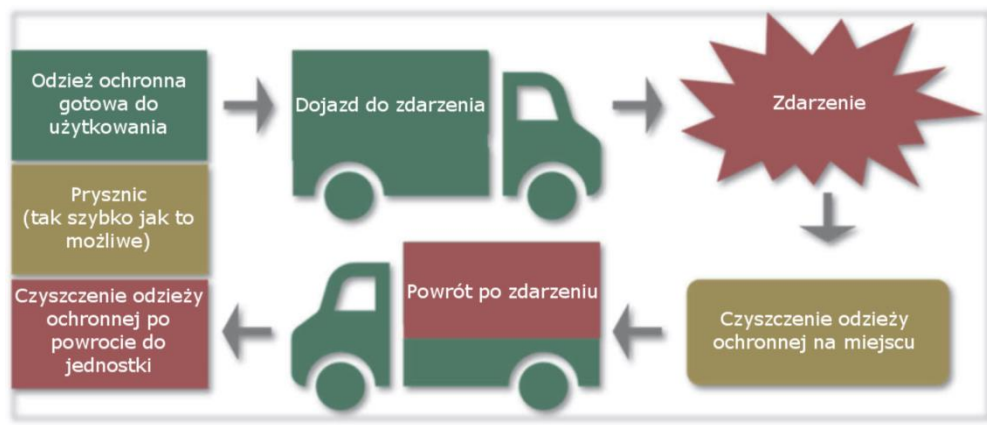 Odzież ochronna
gotowa do
użytkowania
Dojazd do zdarzenia
Zdarzenie
Prysznic
(tak szybko jak to
możliwe)
Czyszczenie odzieży
ochronnej po
powrocie do
jednostki
Powrót po zdarzeniu
Czyszczenie odzieży
ochronnej na miejscu